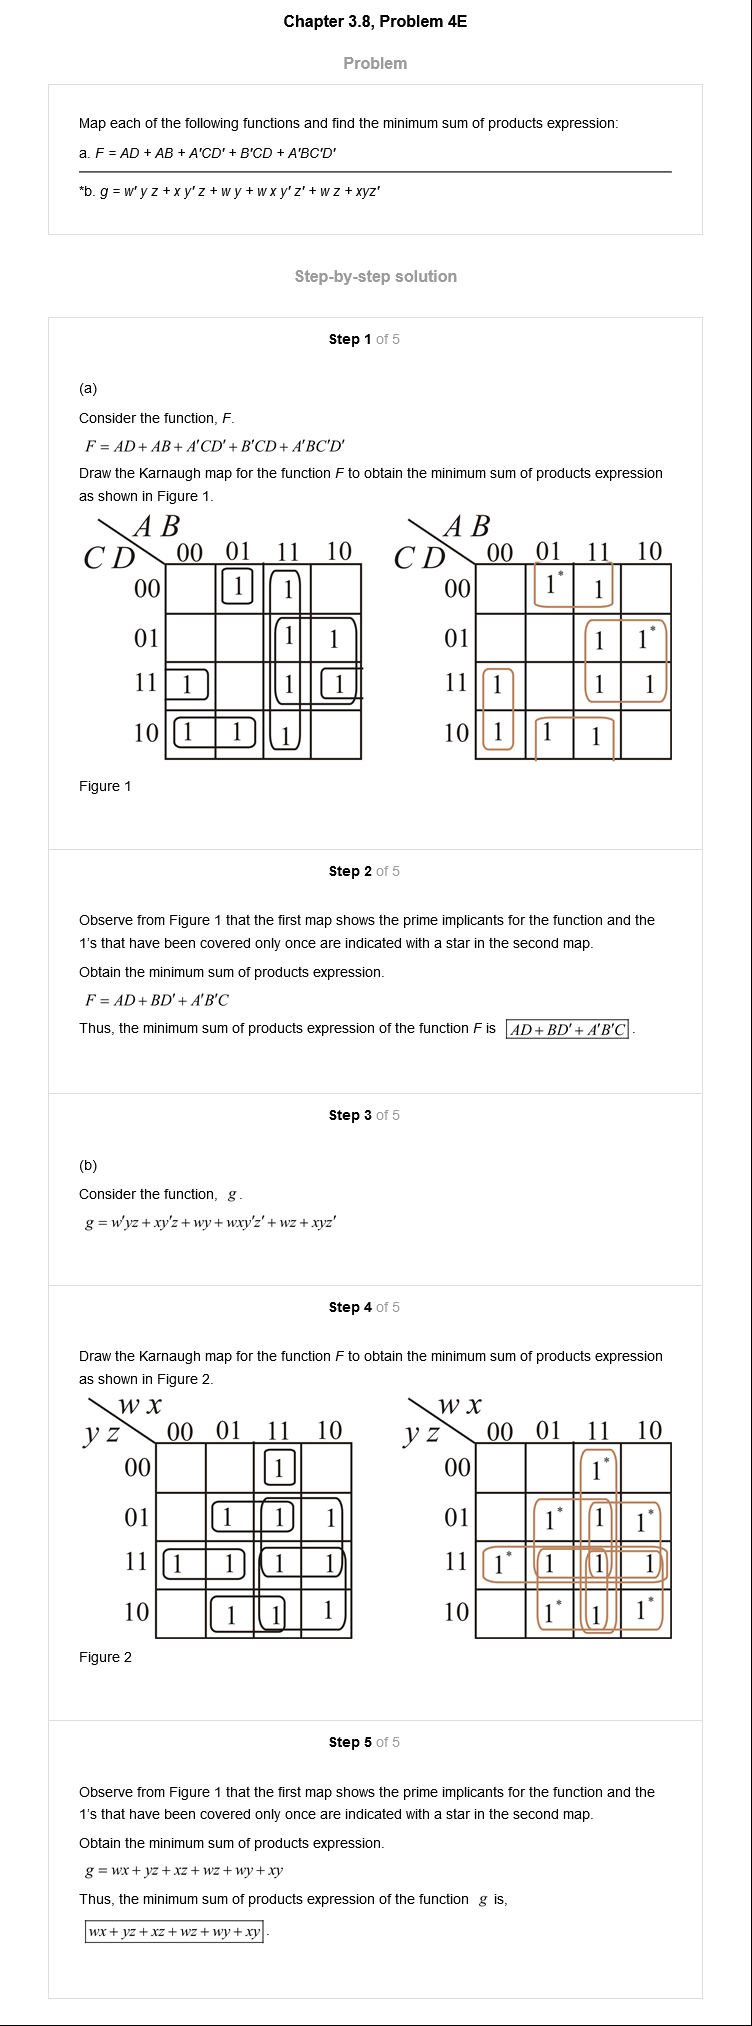 Chapter 3.8, Problem 4E
Problem
Map each of the following functions and find the minimum sum of products expression:
a. F = AD + AB + A'CD' + B'CD + A'BC'D'
*b. g = w' y z + x y' z + w y + w x y' z' + w z + xyz'
Step-by-step solution
Step 1 of 5
(a)
Consider the function, F.
F = AD + AB + A'CD' + B'CD + A'BC'D'
Draw the Karnaugh map for the function F to obtain the minimum sum of products expression
as shown in Figure 1.
A B A B
C D 00 01 11 10 C D 00 01 11 10
00 1 1 00 1* 1
01 1 1 01 1 1*
11 1 1 1 11 1 1 1
10 1 1 1 10 1 1 1
Figure 1
Step 2 of 5
Observe from Figure 1 that the first map shows the prime implicants for the function and the
1's that have been covered only once are indicated with a star in the second map.
Obtain the minimum sum of products expression.
F = AD + BD' + A'B'C
Thus, the minimum sum of products expression of the function F is AD + BD' + A'B'C .
Step 3 of 5
(b)
Consider the function, g.
g = w'yz + xy'z + wy + wxy'z' + wz + xyz'
Step 4 of 5
Draw the Karnaugh map for the function F to obtain the minimum sum of products expression
as shown in Figure 2.
w x w x
y z 00 01 11 10 y z 00 01 11 10
00 1 00 1*
01 1 1 1 01 1* 1 1*
11 1 1 1 1 11 1* 1 1 1
10 1 1 1 10 1* 1 1*
Figure 2
Step 5 of 5
Observe from Figure 1 that the first map shows the prime implicants for the function and the
1's that have been covered only once are indicated with a star in the second map.
Obtain the minimum sum of products expression.
g = wx + yz + xz + wz + wy + xy
Thus, the minimum sum of products expression of the function g is,
wx + yz + xz + wz + wy + xy .